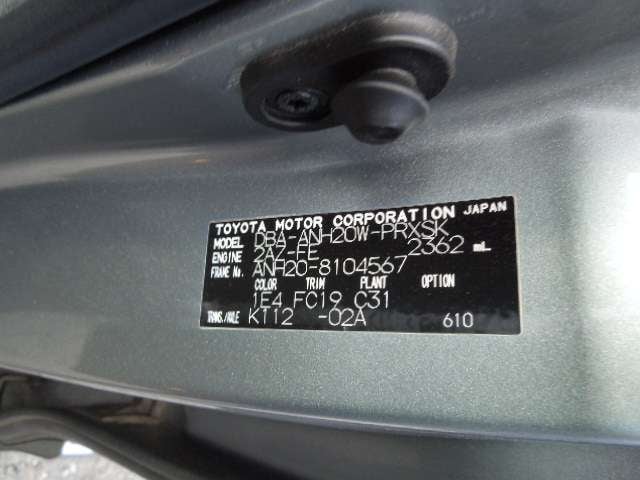 TOYOTA MOTOR CORPORATION JAPAN
MODEL DBA-ANH20W-PRXSK
ENGINE 2AZ-FE 2362 mL
FRAME No. ANH20-8104567
COLOR TRIM PLANT OPTION
1E4 FC19 C31
TRANS./AXLE KT12 -02A 610